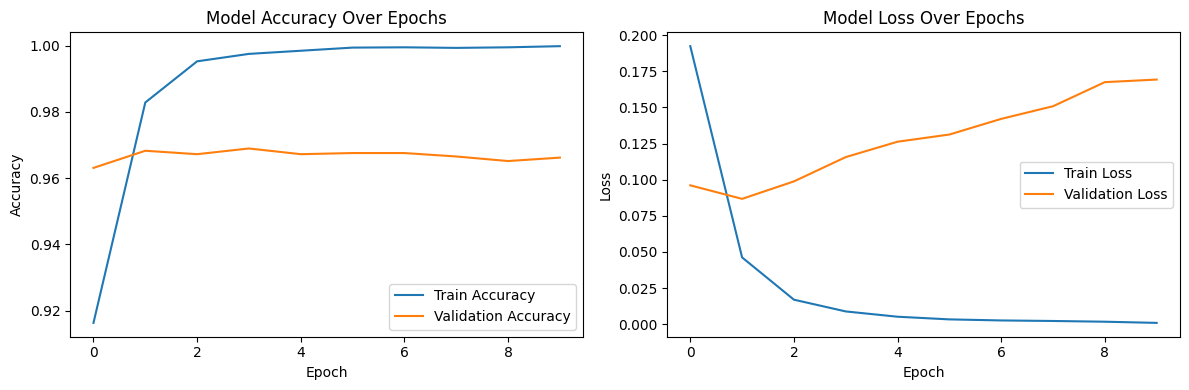 Model Accuracy Over Epochs
Accuracy
1.00
0.98
0.96
0.94
0.92
Train Accuracy
Validation Accuracy
0 2 4 6 8
Epoch
Model Loss Over Epochs
Loss
0.200
0.175
0.150
0.125
0.100
0.075
0.050
0.025
0.000
Train Loss
Validation Loss
0 2 4 6 8
Epoch